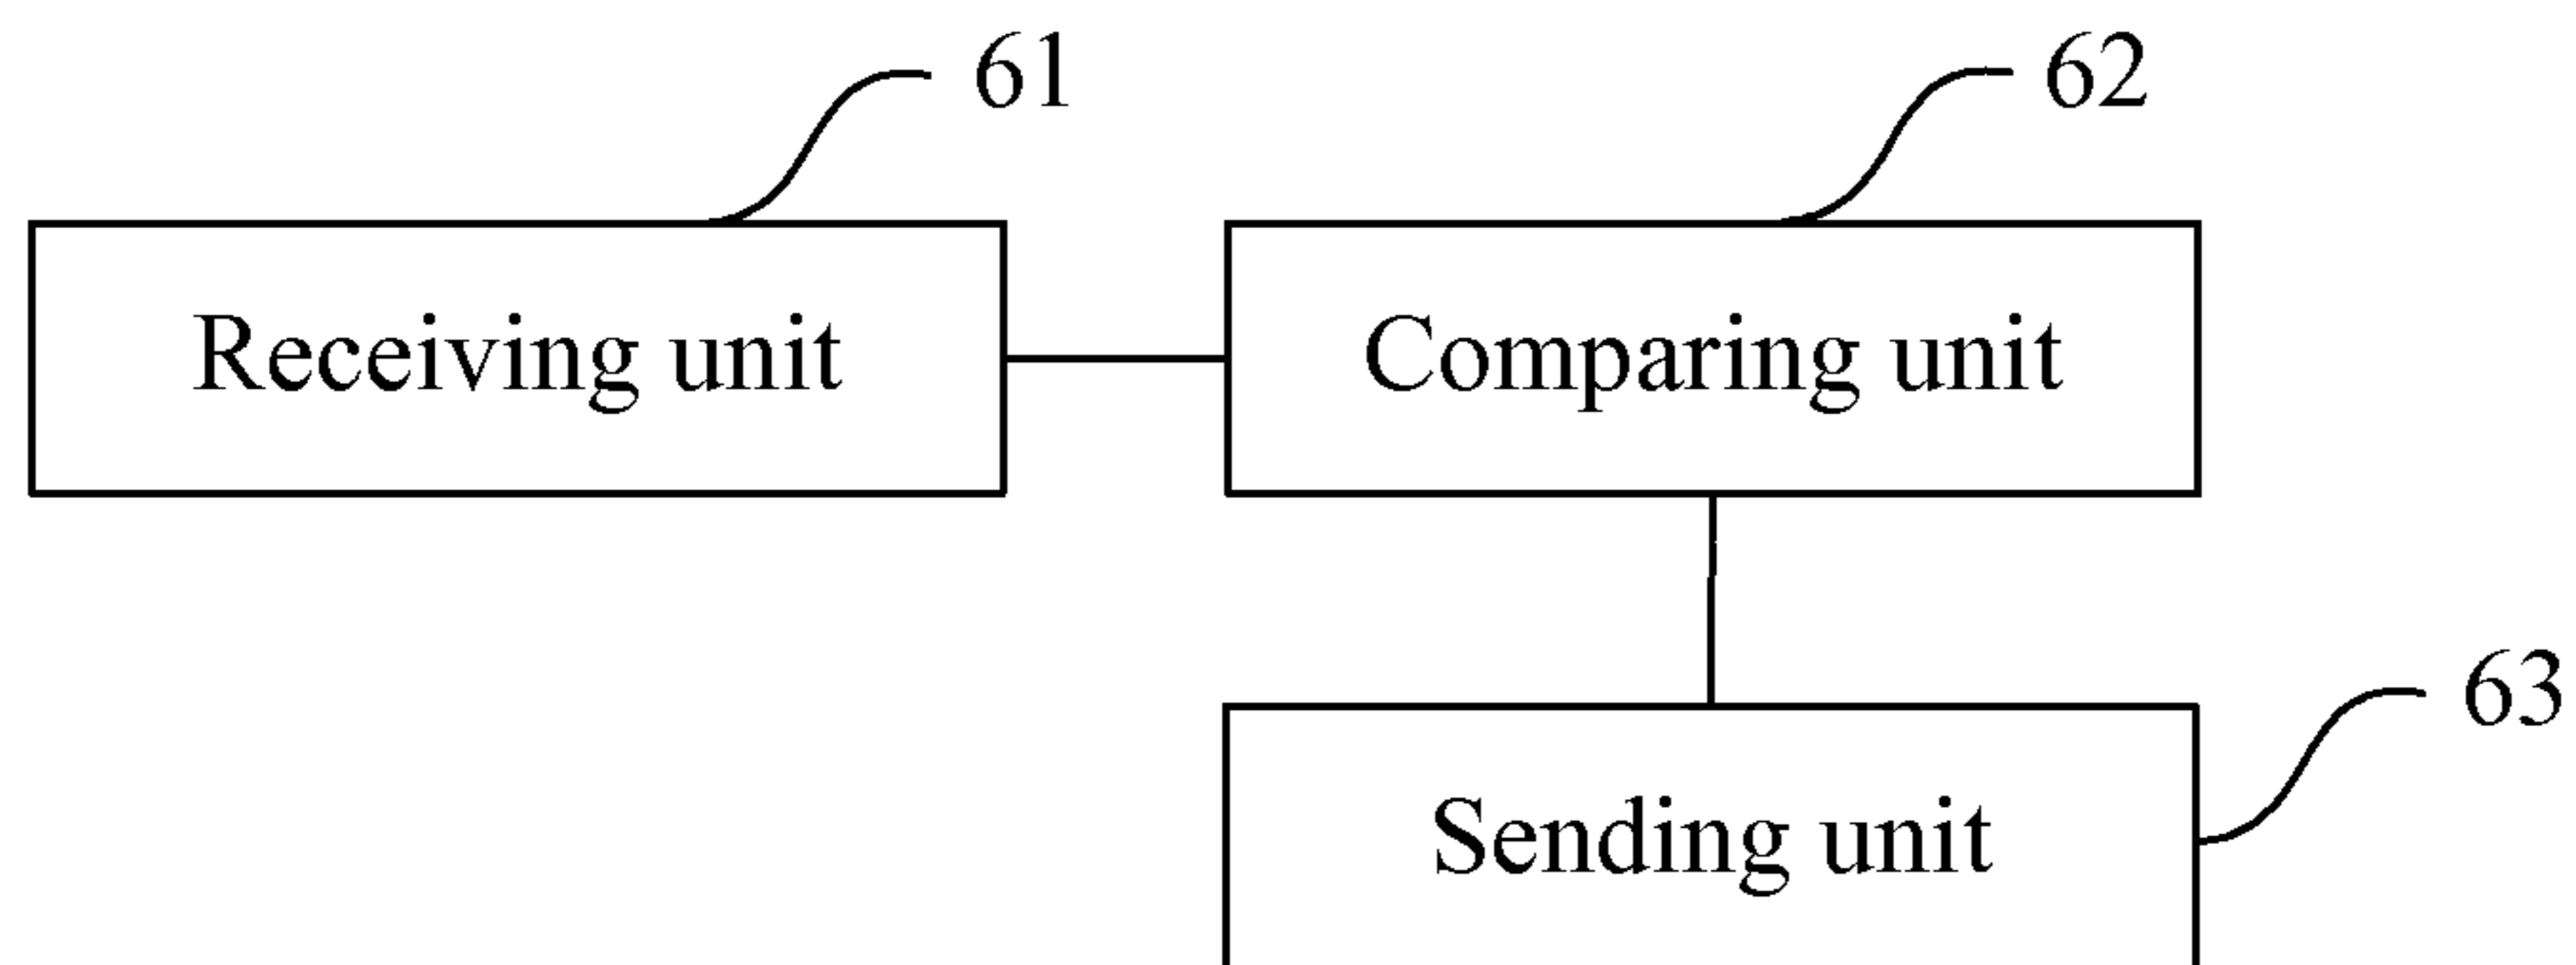 61
62
Receiving unit
Comparing unit
63
Sending unit